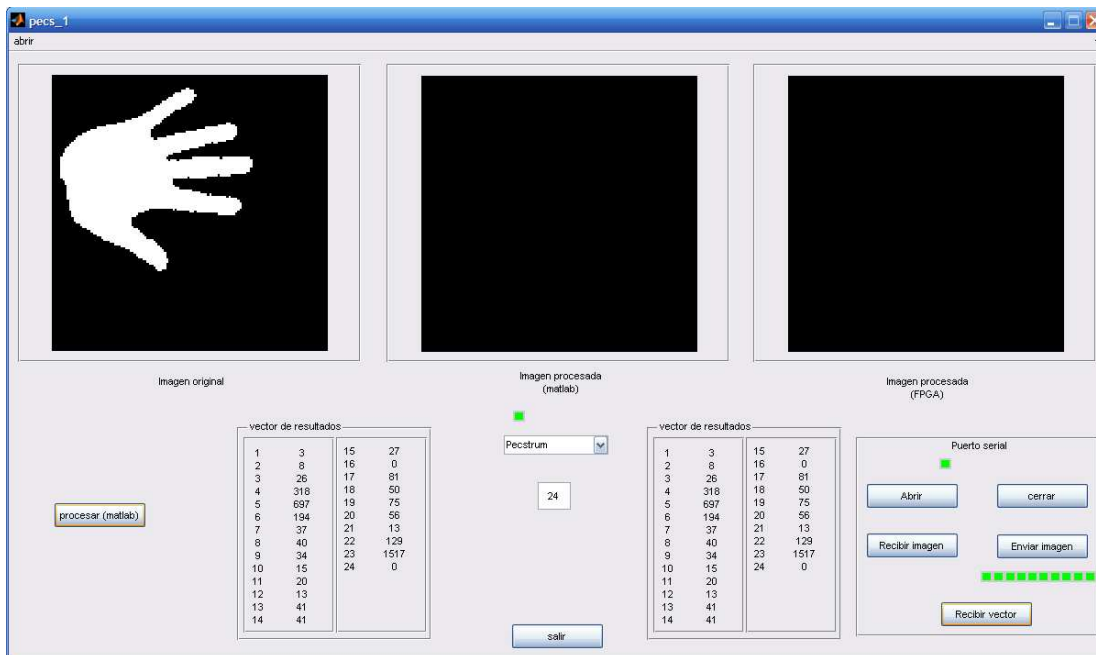 pecs_1
abrir
Imagen original
Imagen procesada
(matlab)
Imagen procesada
(FPGA)
procesar (matlab)
vector de resultados
1 3
2 8
3 26
4 318
5 697
6 194
7 37
8 40
9 34
10 15
11 20
12 13
13 41
14 41
15 27
16 0
17 81
18 50
19 75
20 56
21 13
22 129
23 1517
24 0
Pecstrum
24
salir
vector de resultados
1 3
2 8
3 26
4 318
5 697
6 194
7 37
8 40
9 34
10 15
11 20
12 13
13 41
14 41
15 27
16 0
17 81
18 50
19 75
20 56
21 13
22 129
23 1517
24 0
Puerto serial
Abrir
cerrar
Recibir imagen
Enviar imagen
Recibir vector